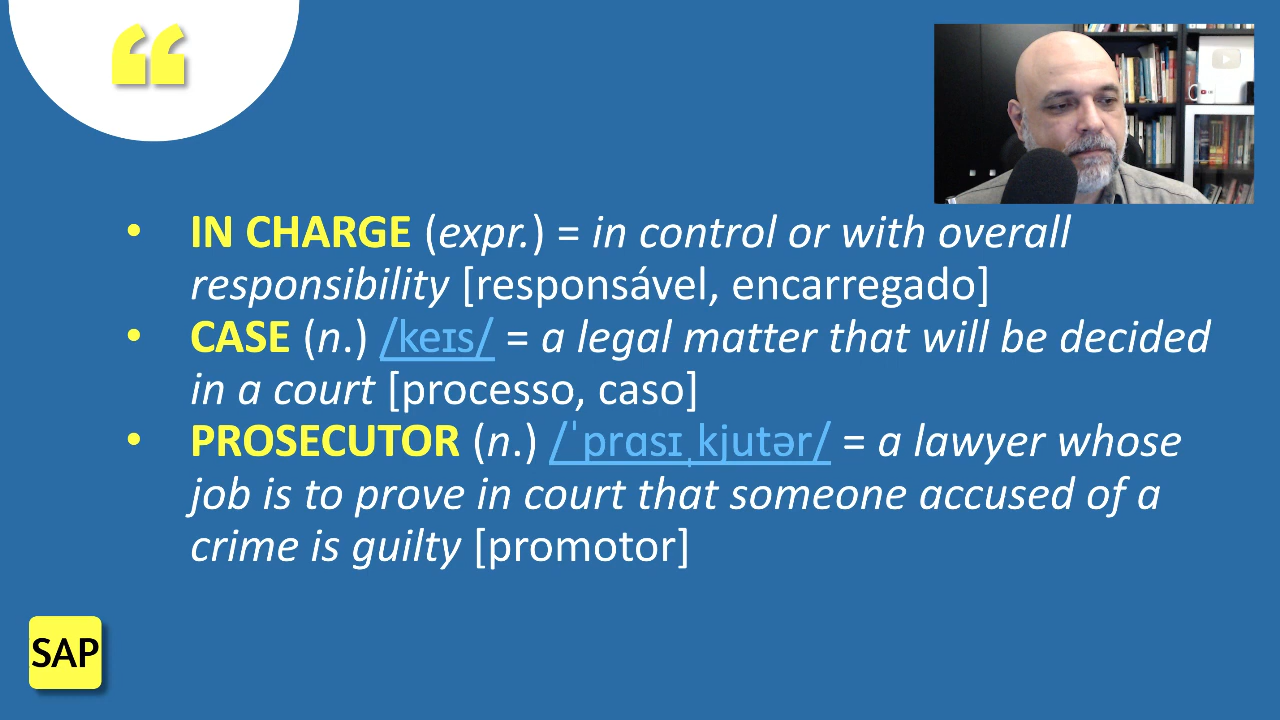 “
• IN CHARGE (expr.) = in control or with overall
responsibility [responsável, encarregado]
• CASE (n.) /keɪs/ = a legal matter that will be decided
in a court [processo, caso]
• PROSECUTOR (n.) /ˈprɑsɪˌkjutər/ = a lawyer whose
job is to prove in court that someone accused of a
crime is guilty [promotor]
SAP